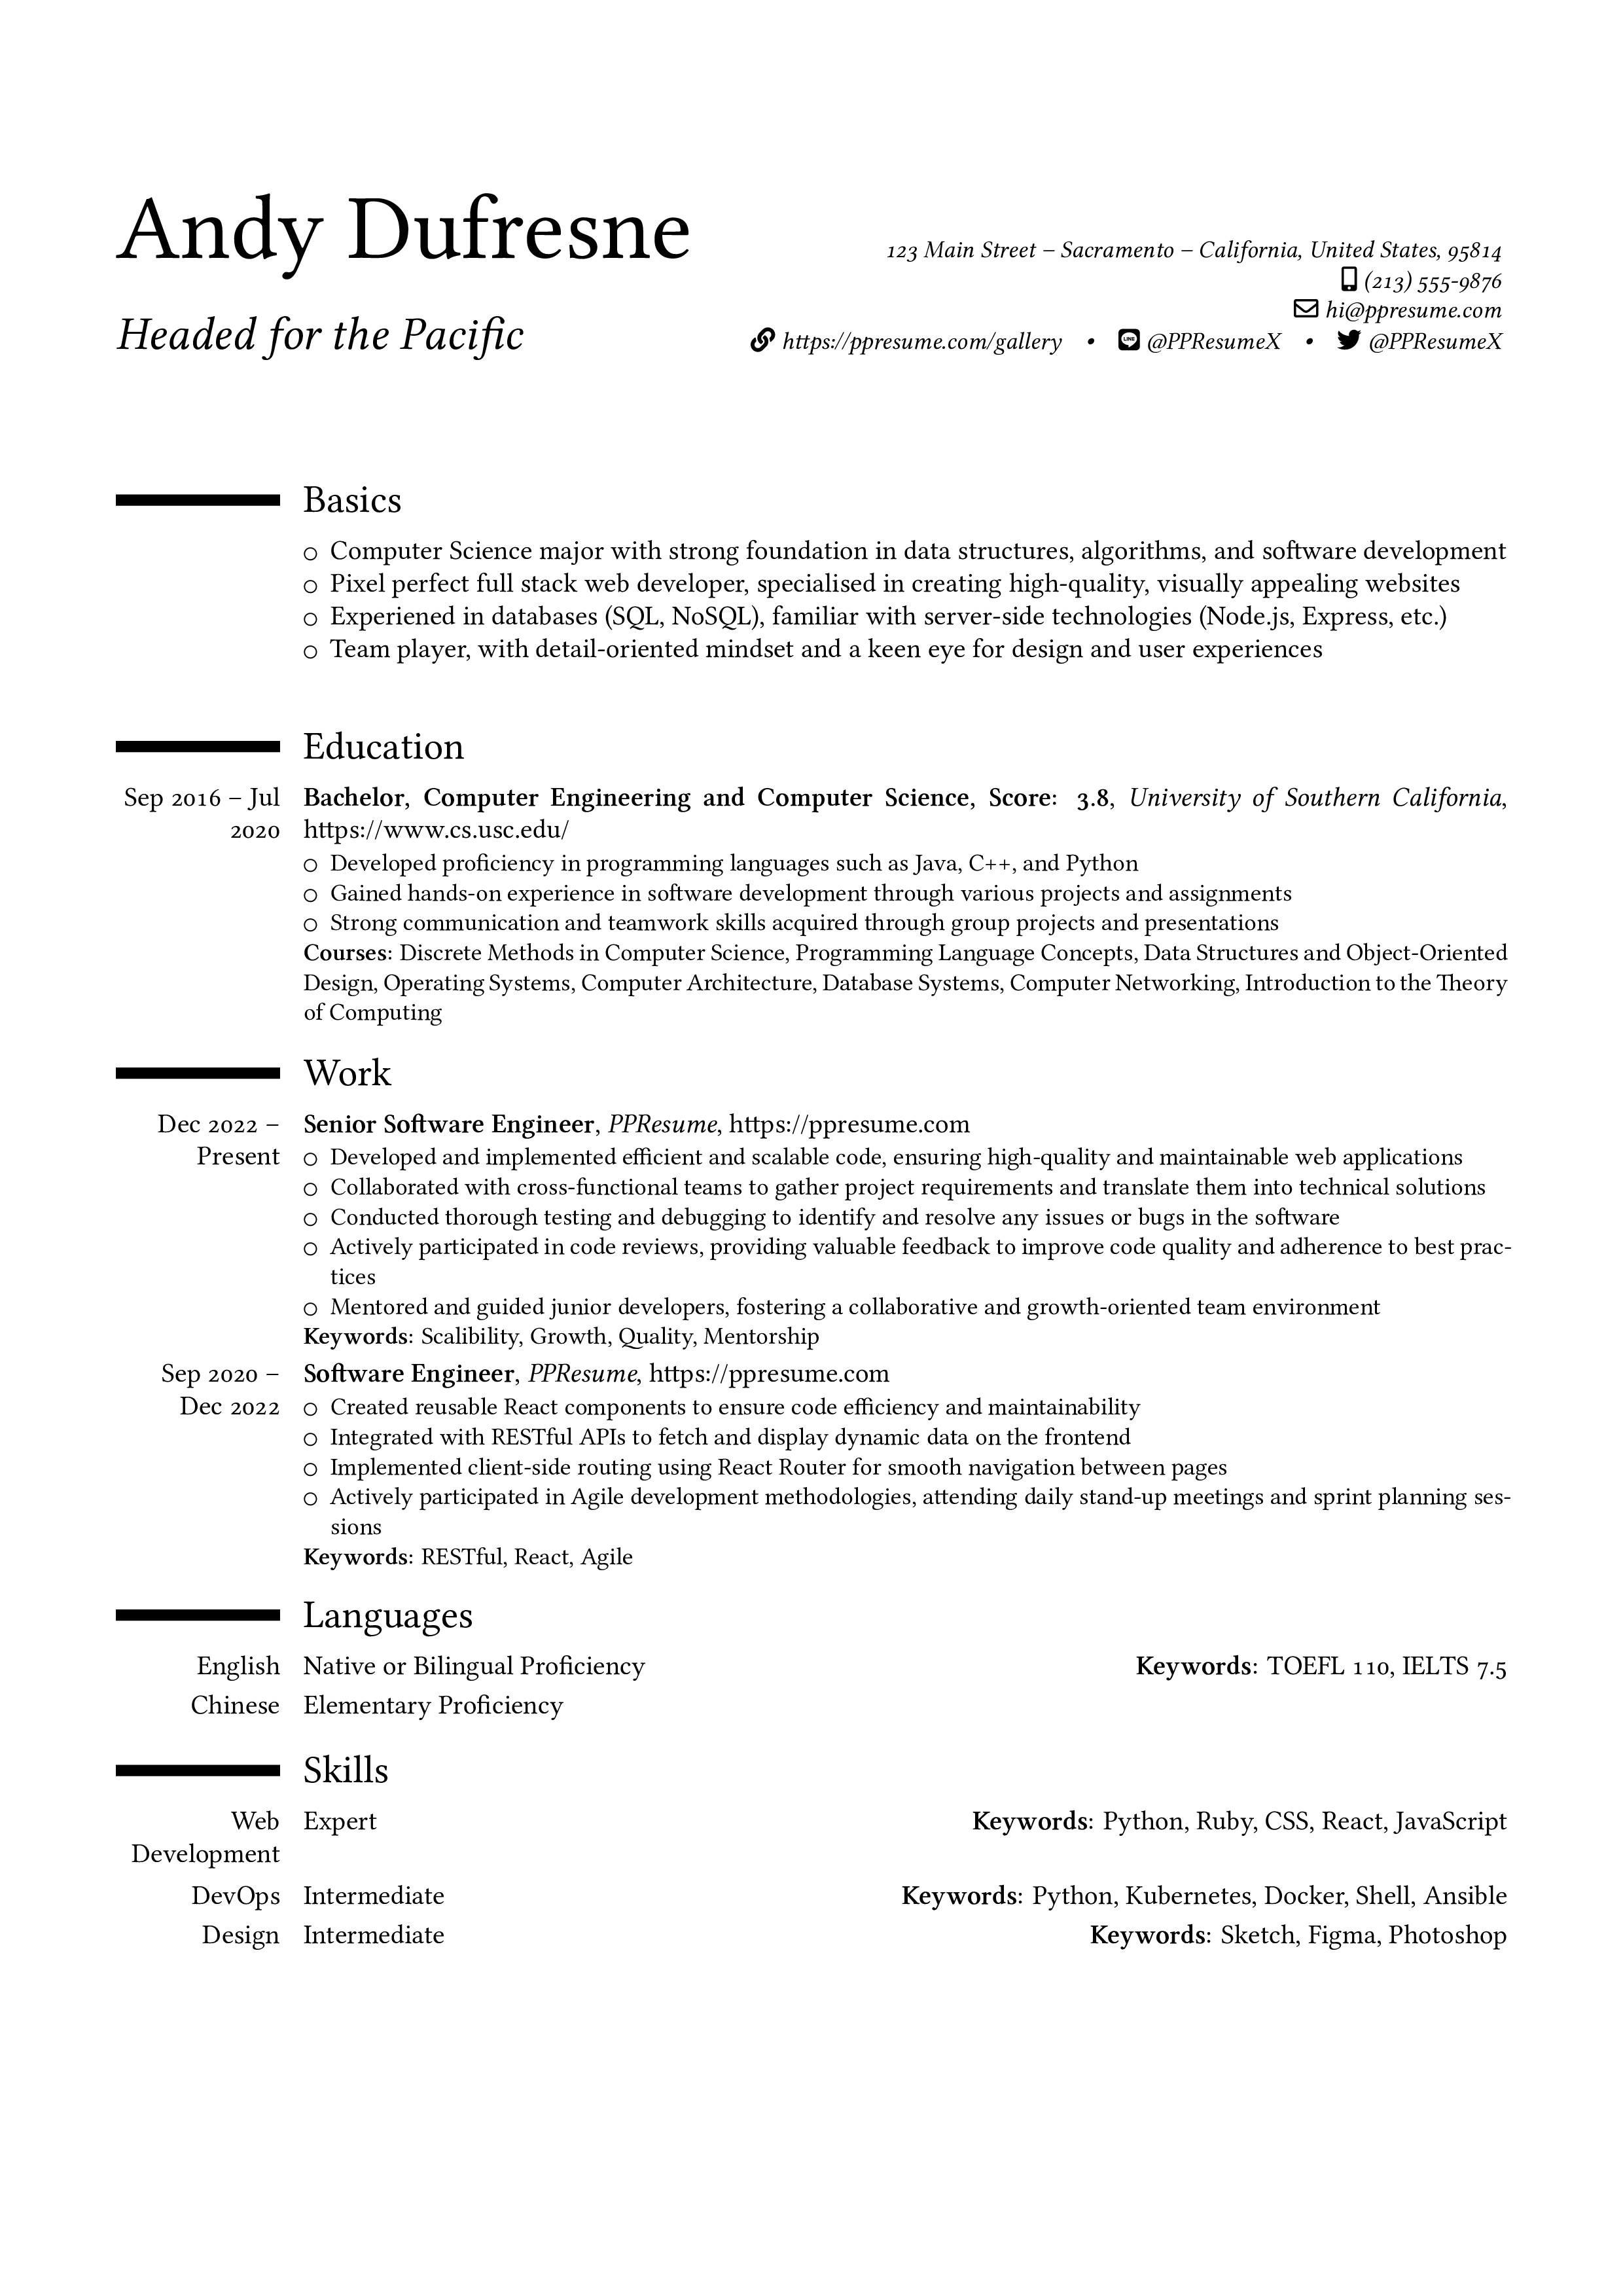 Andy Dufresne
Headed for the Pacific
123 Main Street – Sacramento – California, United States, 95814
(213) 555-9876
hi@ppresume.com
https://ppresume.com/gallery • @PPResumeX • @PPResumeX
Basics
○ Computer Science major with strong foundation in data structures, algorithms, and software development
○ Pixel perfect full stack web developer, specialised in creating high-quality, visually appealing websites
○ Experiened in databases (SQL, NoSQL), familiar with server-side technologies (Node.js, Express, etc.)
○ Team player, with detail-oriented mindset and a keen eye for design and user experiences
Education
Sep 2016 – Jul
2020
Bachelor, Computer Engineering and Computer Science, Score: 3.8, University of Southern California,
https://www.cs.usc.edu/
○ Developed proficiency in programming languages such as Java, C++, and Python
○ Gained hands-on experience in software development through various projects and assignments
○ Strong communication and teamwork skills acquired through group projects and presentations
Courses: Discrete Methods in Computer Science, Programming Language Concepts, Data Structures and Object-Oriented
Design, Operating Systems, Computer Architecture, Database Systems, Computer Networking, Introduction to the Theory
of Computing
Work
Dec 2022 –
Present
Senior Software Engineer, PPResume, https://ppresume.com
○ Developed and implemented efficient and scalable code, ensuring high-quality and maintainable web applications
○ Collaborated with cross-functional teams to gather project requirements and translate them into technical solutions
○ Conducted thorough testing and debugging to identify and resolve any issues or bugs in the software
○ Actively participated in code reviews, providing valuable feedback to improve code quality and adherence to best prac-
tices
○ Mentored and guided junior developers, fostering a collaborative and growth-oriented team environment
Keywords: Scalibility, Growth, Quality, Mentorship
Sep 2020 –
Dec 2022
Software Engineer, PPResume, https://ppresume.com
○ Created reusable React components to ensure code efficiency and maintainability
○ Integrated with RESTful APIs to fetch and display dynamic data on the frontend
○ Implemented client-side routing using React Router for smooth navigation between pages
○ Actively participated in Agile development methodologies, attending daily stand-up meetings and sprint planning ses-
sions
Keywords: RESTful, React, Agile
Languages
English Native or Bilingual Proficiency Keywords: TOEFL 110, IELTS 7.5
Chinese Elementary Proficiency
Skills
Web
Development
Expert Keywords: Python, Ruby, CSS, React, JavaScript
DevOps Intermediate Keywords: Python, Kubernetes, Docker, Shell, Ansible
Design Intermediate Keywords: Sketch, Figma, Photoshop